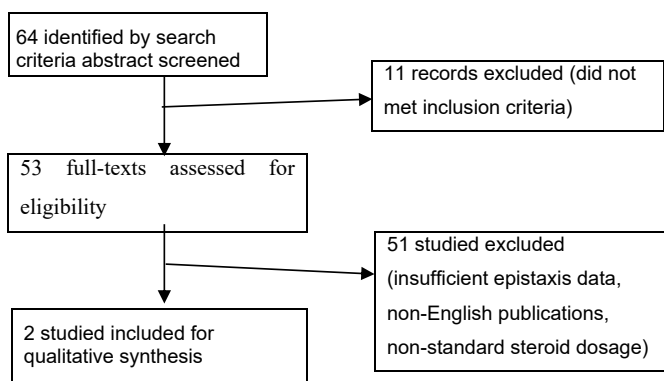 64 identified by search
criteria abstract screened
11 records excluded (did not
met inclusion criteria)
53 full-texts assessed for
eligibility
51 studied excluded
(insufficient epistaxis data,
non-English publications,
non-standard steroid dosage)
2 studied included for
qualitative synthesis